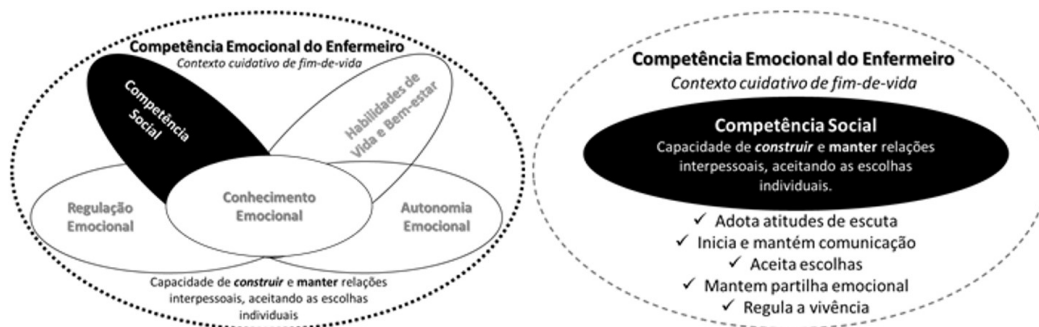 Competência Emocional do Enfermeiro
Contexto cuidativo de fim-de-vida
Competência
Social
Habilidades de
Vida e Bem-estar
Regulação
Emocional
Conhecimento
Emocional
Autonomia
Emocional
Capacidade de construir e manter relações
interpessoais, aceitando as escolhas
individuais
Competência Emocional do Enfermeiro
Contexto cuidativo de fim-de-vida
Competência Social
Capacidade de construir e manter relações
interpessoais, aceitando as escolhas
individuais.
✓ Adota atitudes de escuta
✓ Inicia e mantém comunicação
✓ Aceita escolhas
✓ Mantem partilha emocional
✓ Regula a vivência